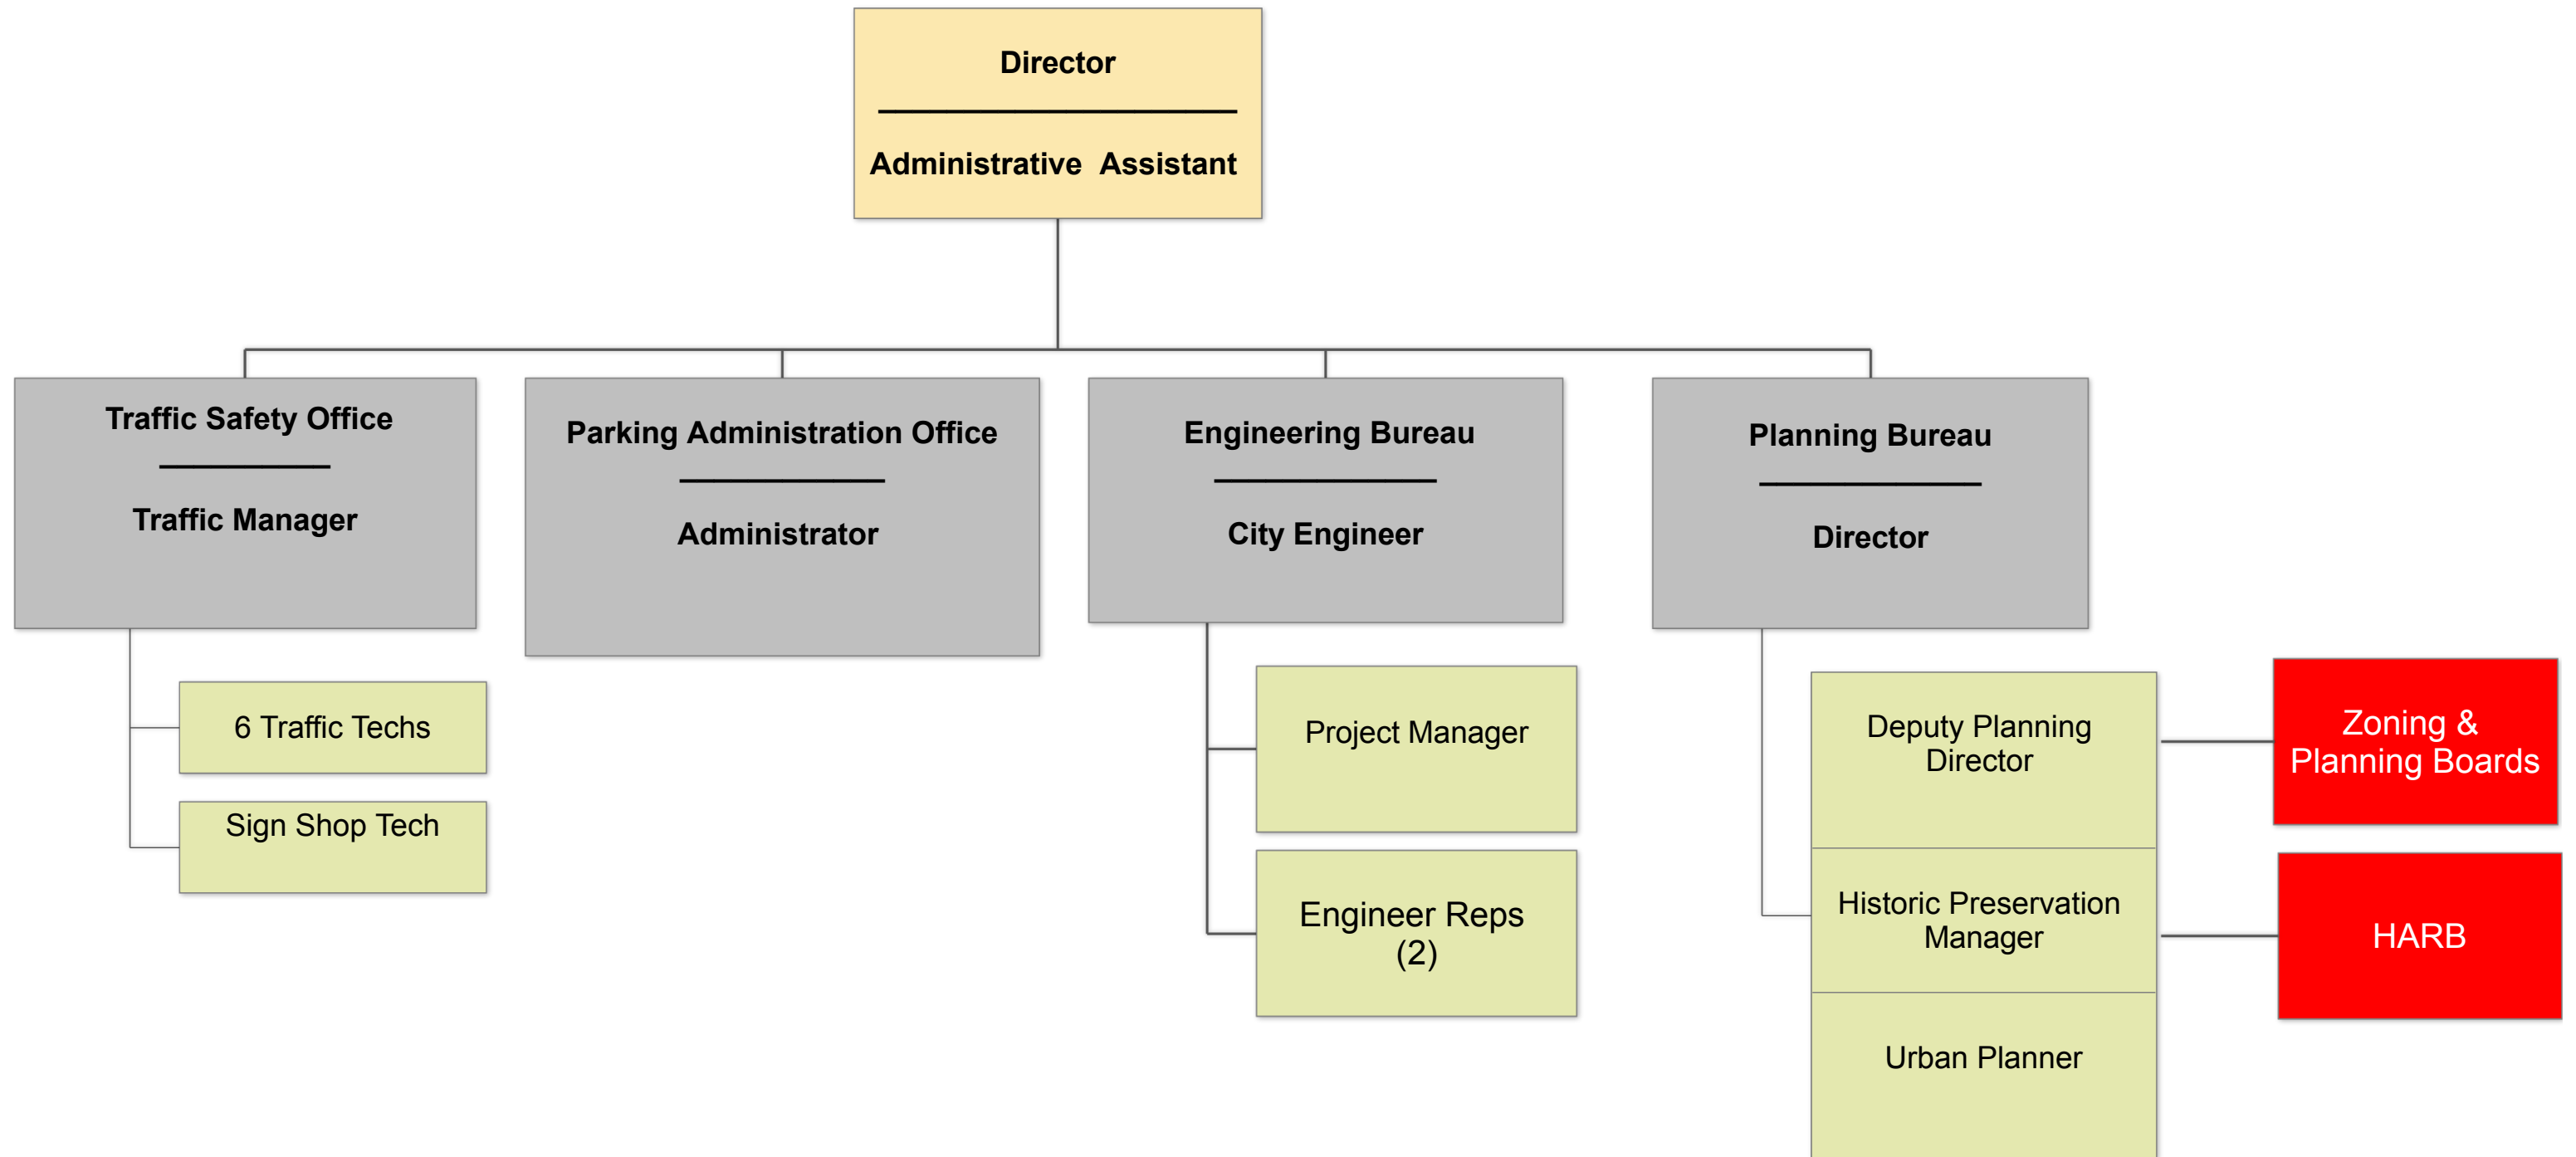 Director
Administrative Assistant
Traffic Safety Office
Traffic Manager
Parking Administration Office
Administrator
Engineering Bureau
City Engineer
Planning Bureau
Director
6 Traffic Techs
Sign Shop Tech
Project Manager
Engineer Reps
(2)
Deputy Planning
Director
Historic Preservation
Manager
Urban Planner
Zoning &
Planning Boards
HARB